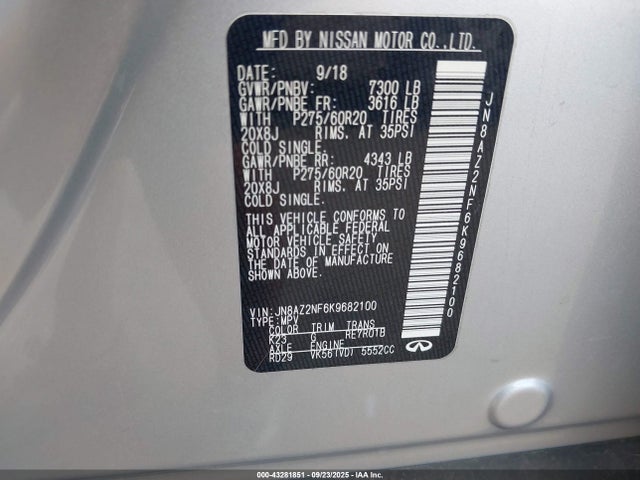 MFD BY NISSAN MOTOR CO.,LTD.
DATE: 9/18
GVWR/PNBV: 7300 LB
GAWR/PNBE FR: 3616 LB
WITH P275/60R20 TIRES
20X8J RIMS. AT 35PSI
COLD SINGLE.
GAWR/PNBE RR: 4343 LB
WITH P275/60R20 TIRES
20X8J RIMS. AT 35PSI
COLD SINGLE.
THIS VEHICLE CONFORMS TO
ALL APPLICABLE FEDERAL
MOTOR VEHICLE SAFETY
STANDARDS IN EFFECT ON
THE DATE OF MANUFACTURE
SHOWN ABOVE.
VIN: JN8AZ2NF6K9682100
TYPE: MPV
COLOR TRIM TRANS
K23 G RE7R01B
AXLE ENGINE
RD29 VK56(VD) 5552CC
INFINITI
JN8AZ2NF6K9682100
000-43281851 - 09/23/2025 - IAA Inc.